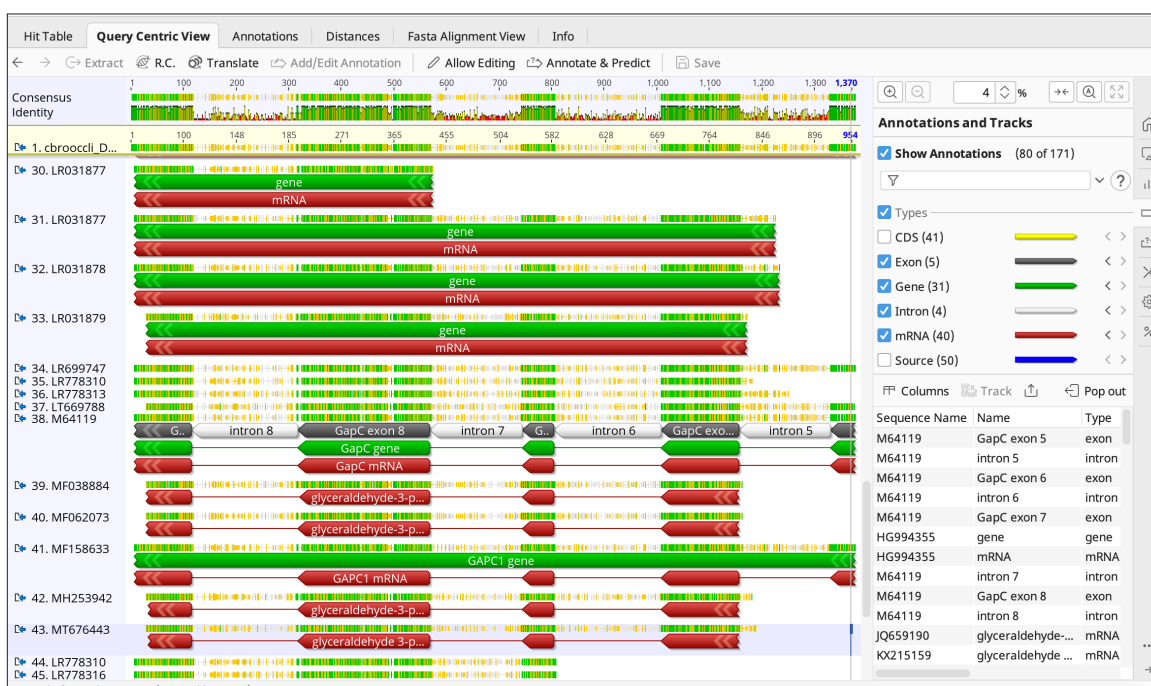 Hit Table Query Centric View Annotations Distances Fasta Alignment View Info
Extract R.C. Translate Add/Edit Annotation Allow Editing Annotate & Predict Save
1 100 200 300 400 500 600 700 800 900 1,000 1,100 1,200 1,300 1,370
Consensus
Identity
1 100 148 185 271 365 455 504 582 628 669 764 846 896 954
1. cbrooccli_D...
30. LR031877
gene
mRNA
31. LR031877
gene
mRNA
32. LR031878
gene
mRNA
33. LR031879
gene
mRNA
34. LR699747
35. LR778310
36. LR778313
37. LT669788
38. M64119
G.. intron 8 GapC exon 8 intron 7 G.. intron 6 GapC exo... intron 5
GapC gene
GapC mRNA
39. MF038884
glyceraldehyde-3-p...
40. MF062073
glyceraldehyde-3-p...
41. MF158633
GAPC1 gene
GAPC1 mRNA
42. MH253942
glyceraldehyde-3-p...
43. MT676443
glyceraldehyde 3-p...
44. LR778310
45. LR778316
4 %
Annotations and Tracks
Show Annotations (80 of 171)
?
Types
CDS (41)
Exon (5)
Gene (31)
Intron (4)
mRNA (40)
Source (50)
Columns Track Pop out
Sequence Name Name Type
M64119 GapC exon 5 exon
M64119 intron 5 intron
M64119 GapC exon 6 exon
M64119 intron 6 intron
M64119 GapC exon 7 exon
HG994355 gene gene
HG994355 mRNA mRNA
M64119 intron 7 intron
M64119 GapC exon 8 exon
M64119 intron 8 intron
JQ659190 glyceraldehyde-... mRNA
KX215159 glyceraldehyde ... mRNA